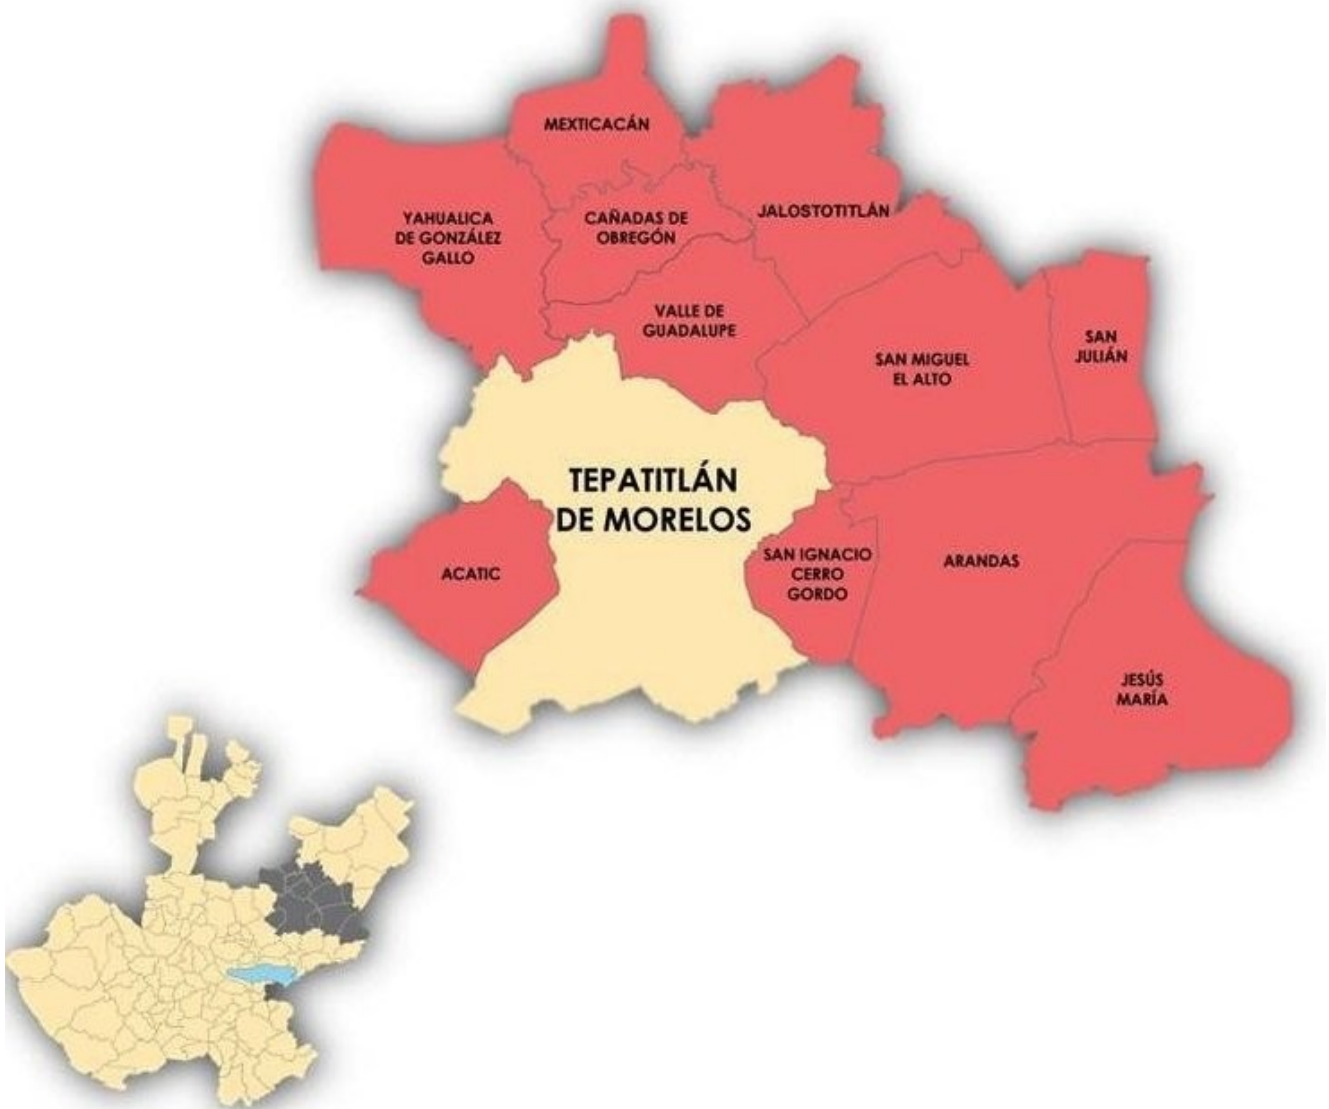 MEXTICACÁN
YAHUALICA
DE GONZÁLEZ
GALLO
CAÑADAS DE
OBREGÓN
JALOSTOTITLÁN
VALLE DE
GUADALUPE
SAN MIGUEL
EL ALTO
SAN
JULIÁN
TEPATITLÁN
DE MORELOS
ACATIC
SAN IGNACIO
CERRO
GORDO
ARANDAS
JESÚS
MARÍA